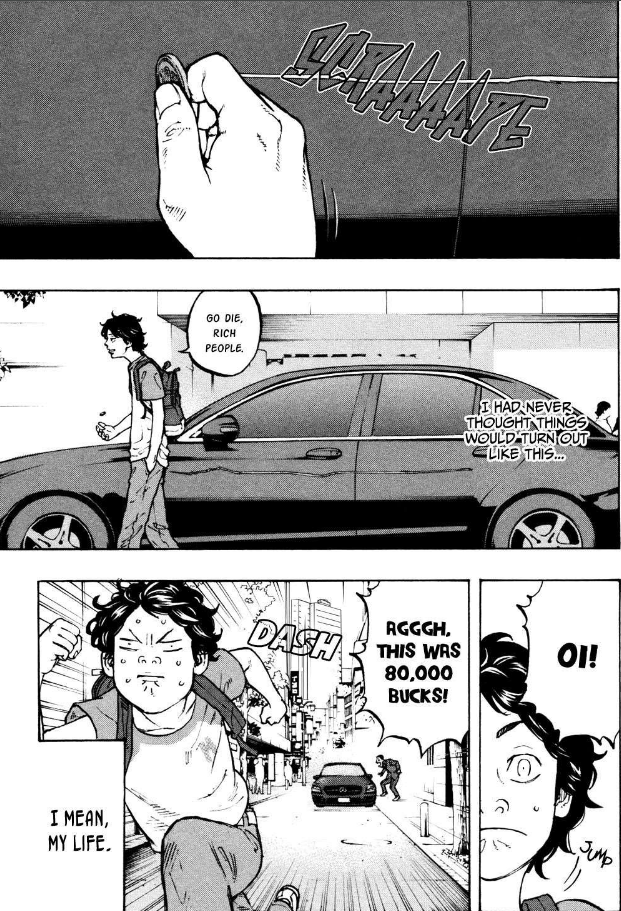 SCRAAAAPE
GO DIE,
RICH
PEOPLE.
I HAD NEVER
THOUGHT THINGS
WOULD TURN OUT
LIKE THIS...
OI!
JUMP
RGGGH,
THIS WAS
80,000
BUCKS!
DASH
I MEAN,
MY LIFE.